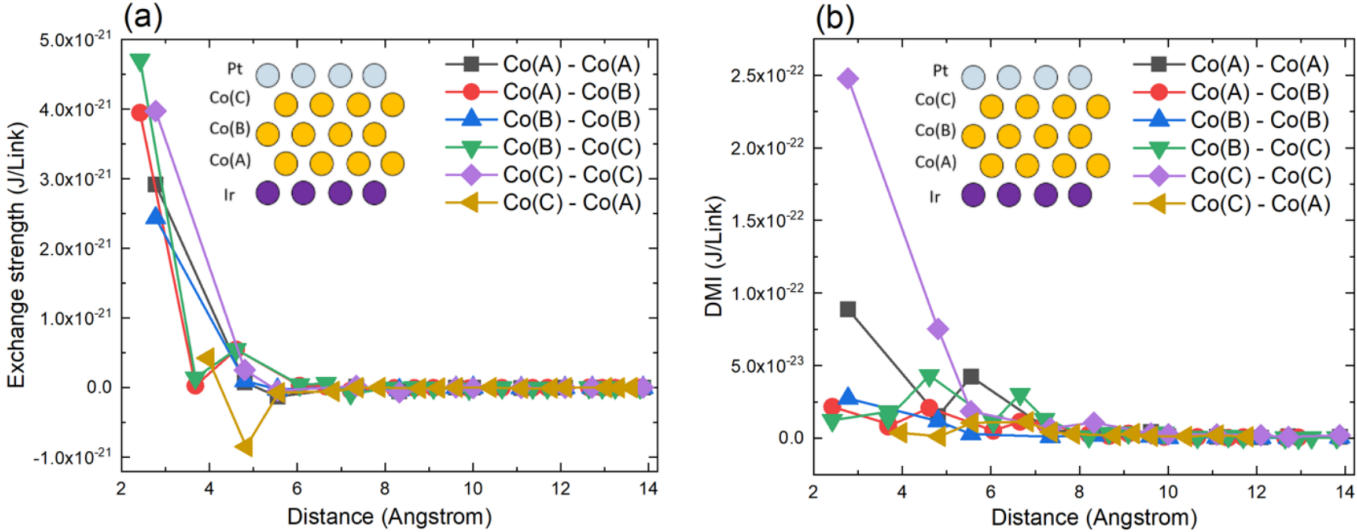 (a)
Exchange strength (J/Link)
5.0x10⁻²¹
4.0x10⁻²¹
3.0x10⁻²¹
2.0x10⁻²¹
1.0x10⁻²¹
0.0
-1.0x10⁻²¹
2 4 6 8 10 12 14
Distance (Angstrom)
Pt
Co(C)
Co(B)
Co(A)
Ir
Co(A) - Co(A)
Co(A) - Co(B)
Co(B) - Co(B)
Co(B) - Co(C)
Co(C) - Co(C)
Co(C) - Co(A)
(b)
DMI (J/Link)
2.5x10⁻²²
2.0x10⁻²²
1.5x10⁻²²
1.0x10⁻²²
5.0x10⁻²³
0.0
2 4 6 8 10 12 14
Distance (Angstrom)
Pt
Co(C)
Co(B)
Co(A)
Ir
Co(A) - Co(A)
Co(A) - Co(B)
Co(B) - Co(B)
Co(B) - Co(C)
Co(C) - Co(C)
Co(C) - Co(A)